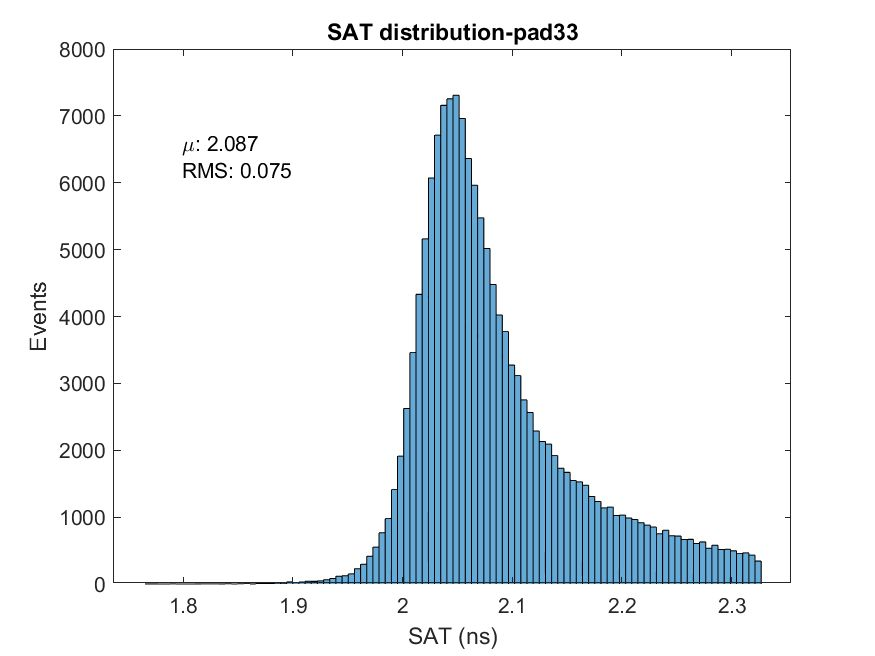 SAT distribution-pad33
8000
7000
6000
5000
4000
3000
2000
1000
0
Events
μ: 2.087
RMS: 0.075
1.8 1.9 2 2.1 2.2 2.3
SAT (ns)